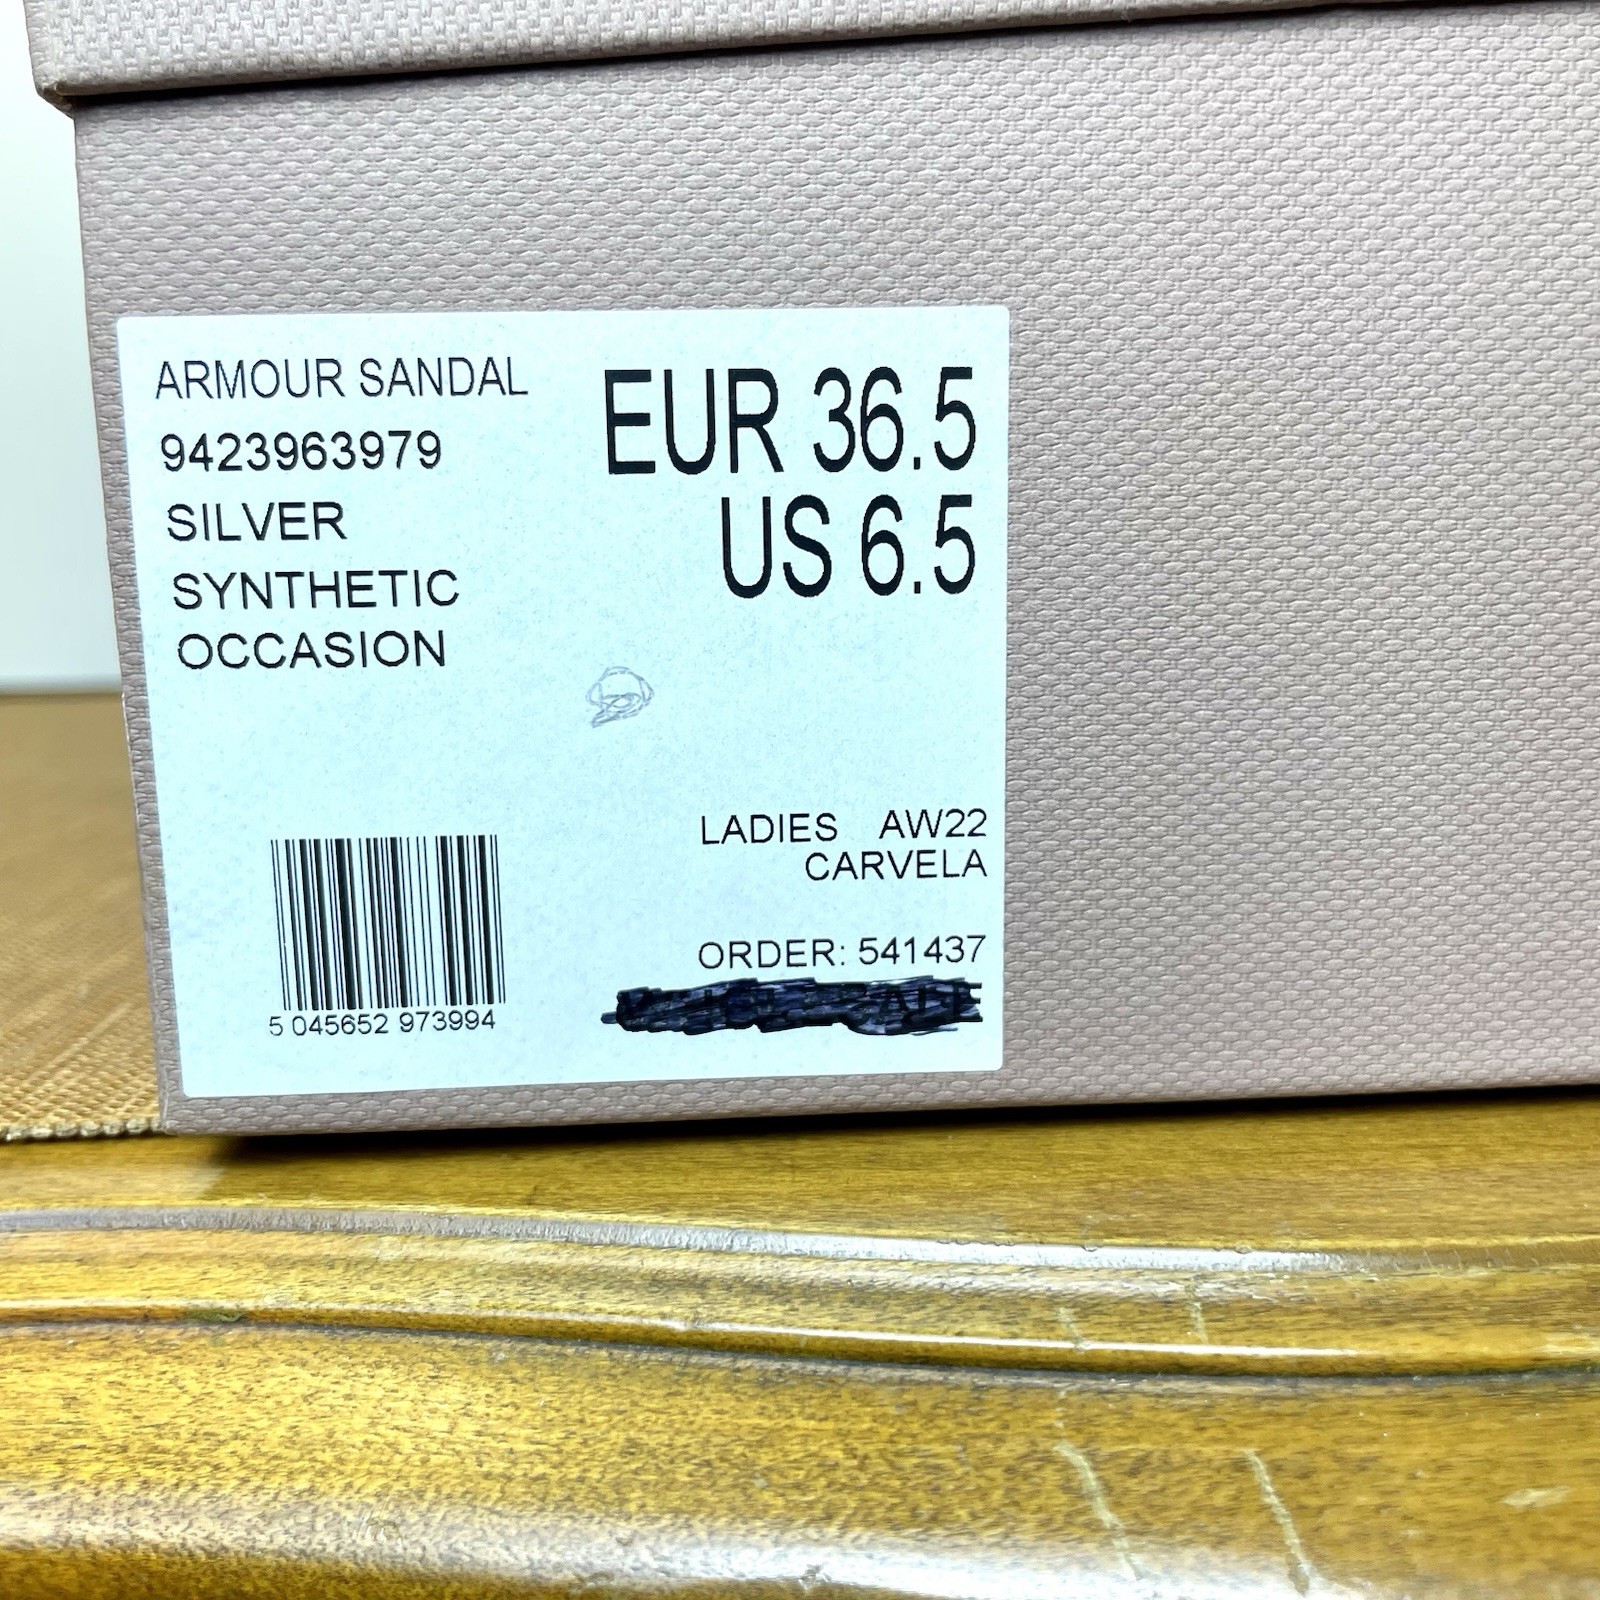 ARMOUR SANDAL
9423963979
SILVER
SYNTHETIC
OCCASION
EUR 36.5
US 6.5
LADIES AW22
CARVELA
ORDER: 541437
5 045652 973994